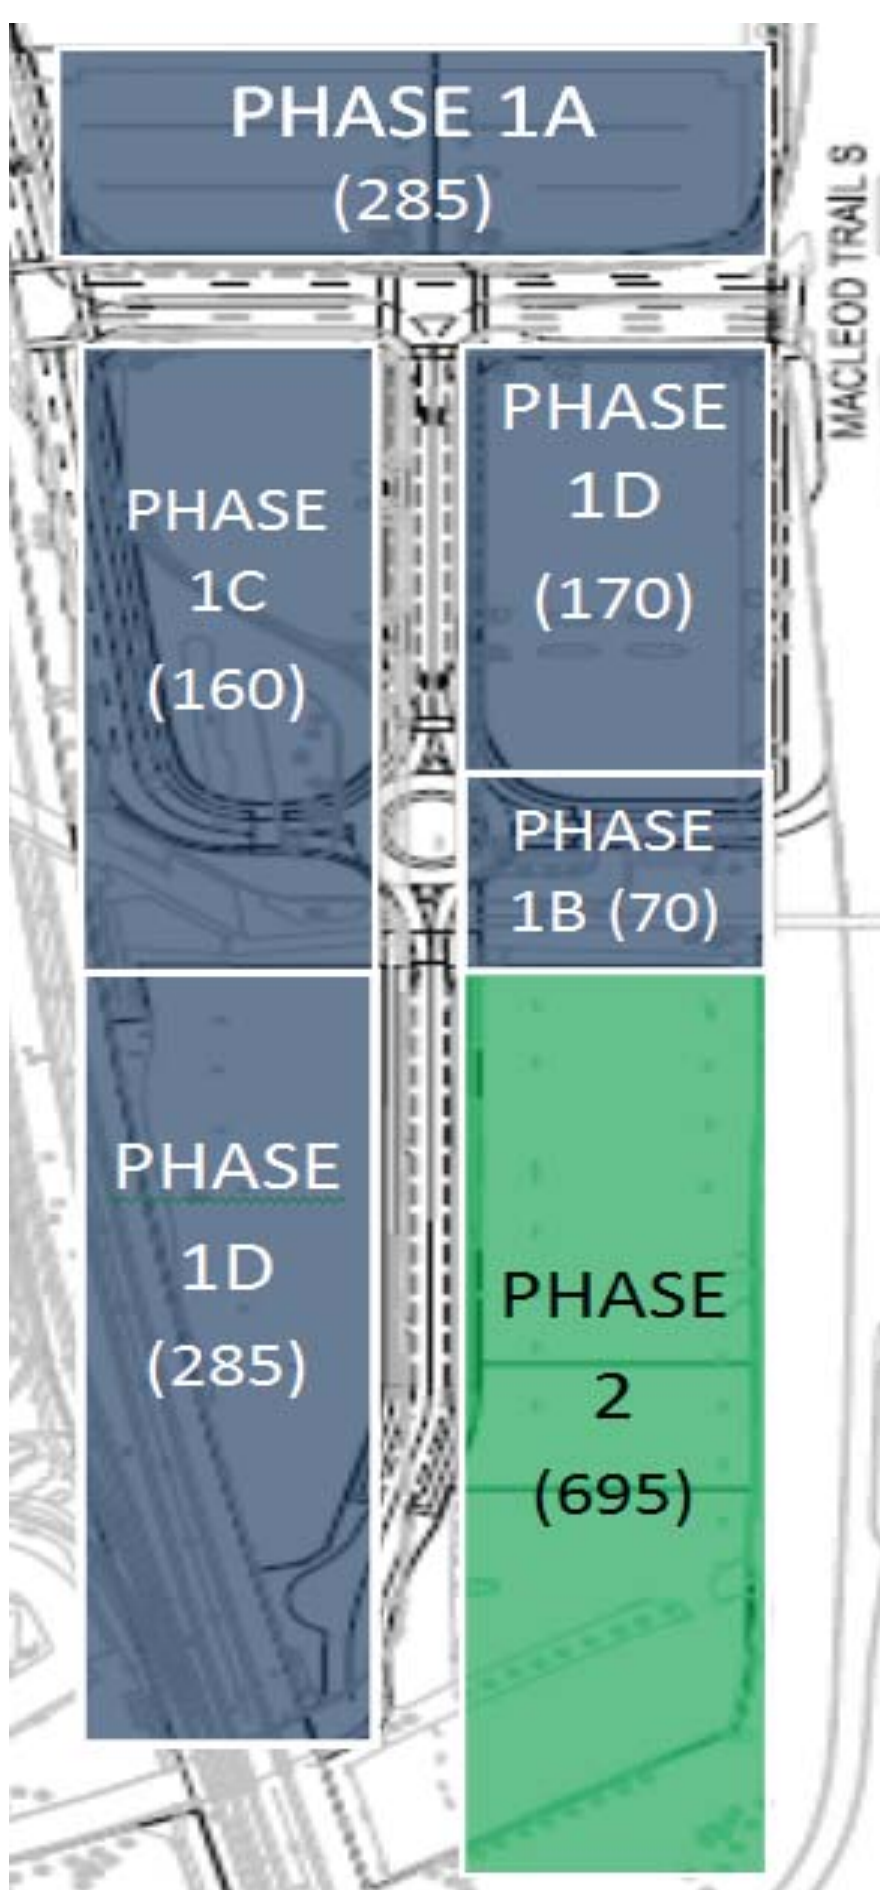 PHASE 1A
(285)
MACLEOD TRAIL S
PHASE
1C
(160)
PHASE
1D
(170)
PHASE
1B (70)
PHASE
1D
(285)
PHASE
2
(695)